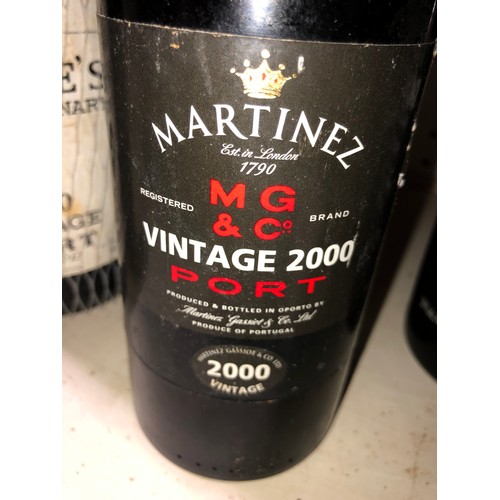 MARTINEZ
Est. in London
1790
REGISTERED
MG
& Co
BRAND
VINTAGE 2000
PORT
PRODUCED & BOTTLED IN OPORTO BY
Martinez Gassiot & Co. Ltd
PRODUCE OF PORTUGAL
MARTINEZ GASSIOT & CO LTD
2000
VINTAGE